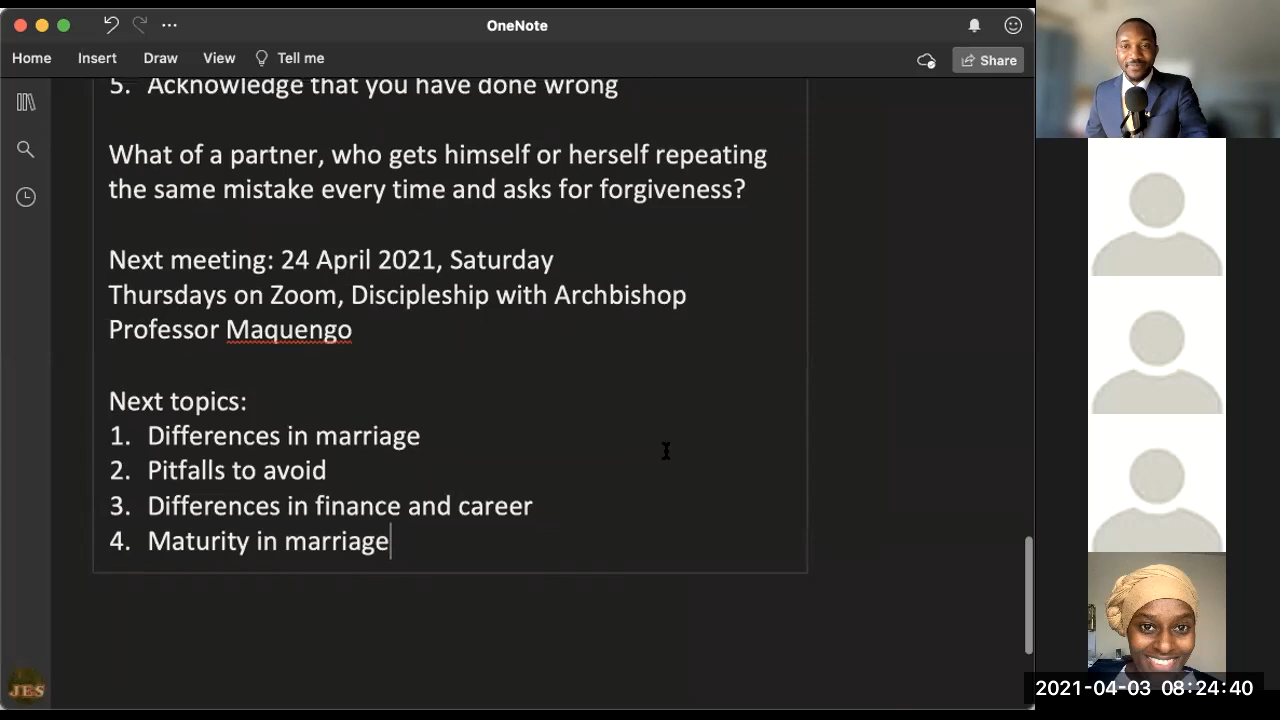 OneNote
Home Insert Draw View Tell me Share
5. Acknowledge that you have done wrong
What of a partner, who gets himself or herself repeating
the same mistake every time and asks for forgiveness?
Next meeting: 24 April 2021, Saturday
Thursdays on Zoom, Discipleship with Archbishop
Professor Maquengo
Next topics:
1. Differences in marriage
2. Pitfalls to avoid
3. Differences in finance and career
4. Maturity in marriage
JES
2021-04-03 08:24:40